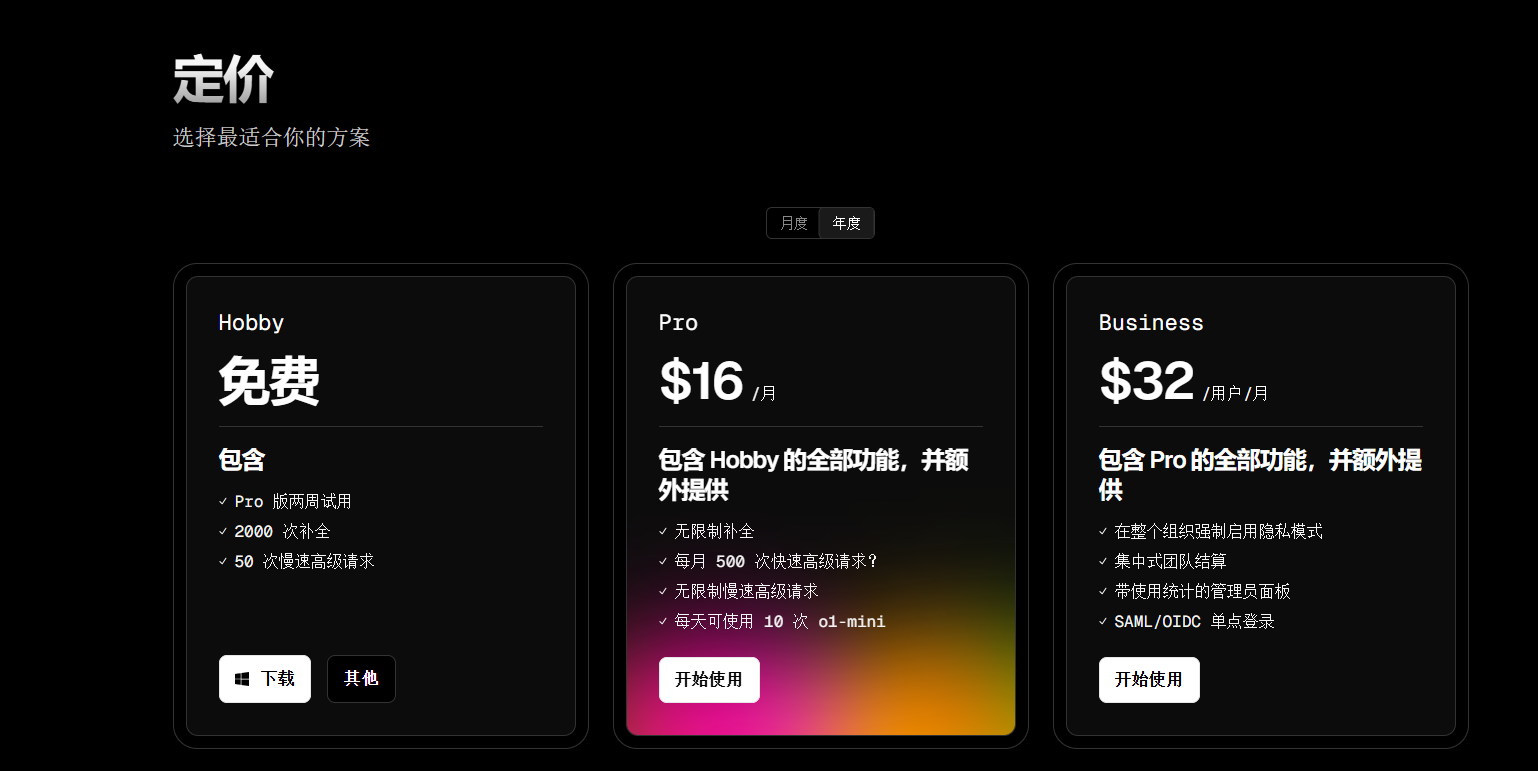 定价
选择最适合你的方案
月度 年度
Hobby
免费
包含
✓ Pro 版两周试用
✓ 2000 次补全
✓ 50 次慢速高级请求
下载 其他
Pro
$16 /月
包含 Hobby 的全部功能，并额
外提供
✓ 无限制补全
✓ 每月 500 次快速高级请求?
✓ 无限制慢速高级请求
✓ 每天可使用 10 次 o1-mini
开始使用
Business
$32 /用户/月
包含 Pro 的全部功能，并额外提
供
✓ 在整个组织强制启用隐私模式
✓ 集中式团队结算
✓ 带使用统计的管理员面板
✓ SAML/OIDC 单点登录
开始使用